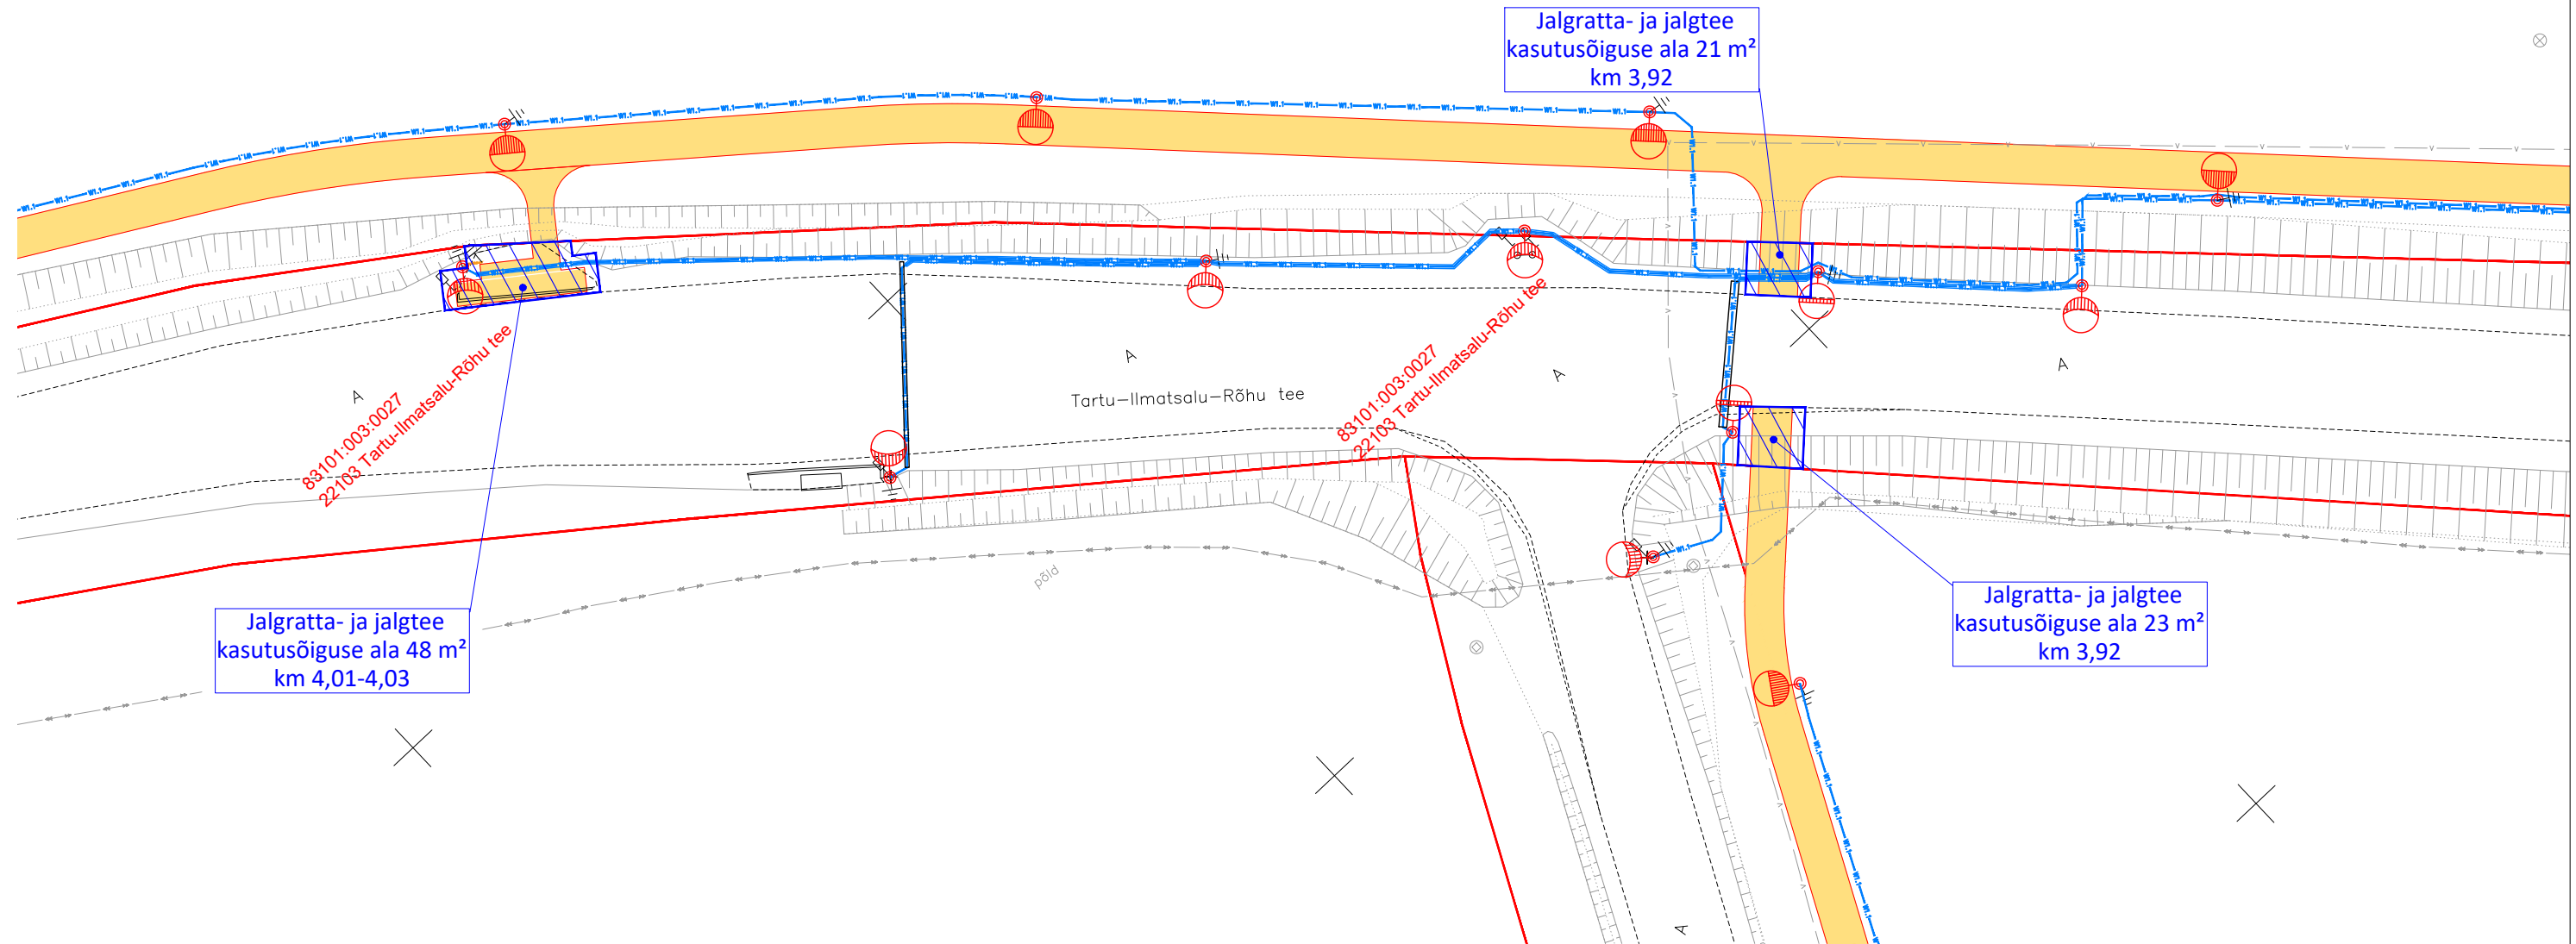 Jalgratta- ja jalgtee
kasutusõiguse ala 21 m²
km 3,92
A
A
A
A
Tartu-Ilmatsalu-Rõhu tee
83101:003:0027
22103 Tartu-Ilmatsalu-Rõhu tee
83101:003:0027
22103 Tartu-Ilmatsalu-Rõhu tee
põld
Jalgratta- ja jalgtee
kasutusõiguse ala 48 m²
km 4,01-4,03
Jalgratta- ja jalgtee
kasutusõiguse ala 23 m²
km 3,92
A